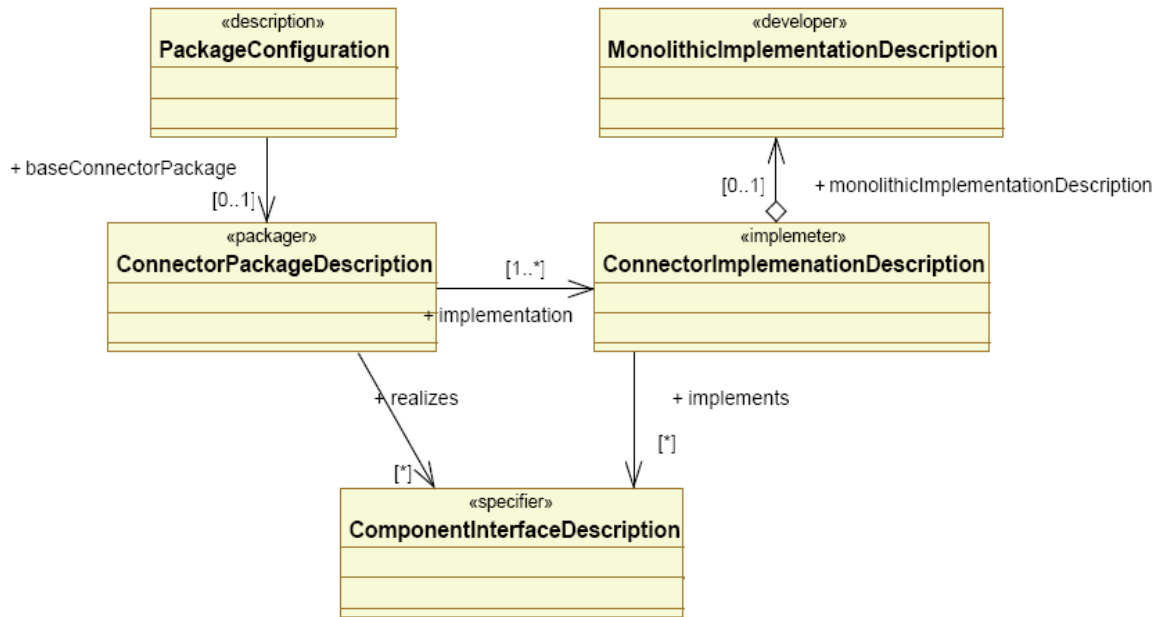 «description»
PackageConfiguration
«developer»
MonolithicImplementationDescription
+ baseConnectorPackage
[0..1]
[0..1]
+ monolithicImplementationDescription
«packager»
ConnectorPackageDescription
«implemeter»
ConnectorImplemenationDescription
[1..*]
+ implementation
+ realizes
+ implements
[*]
[*]
«specifier»
ComponentInterfaceDescription